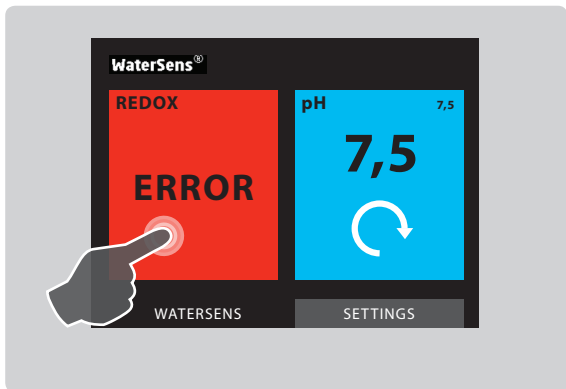 WaterSens®
REDOX
ERROR
pH 7,5
7,5
WATERSENS
SETTINGS